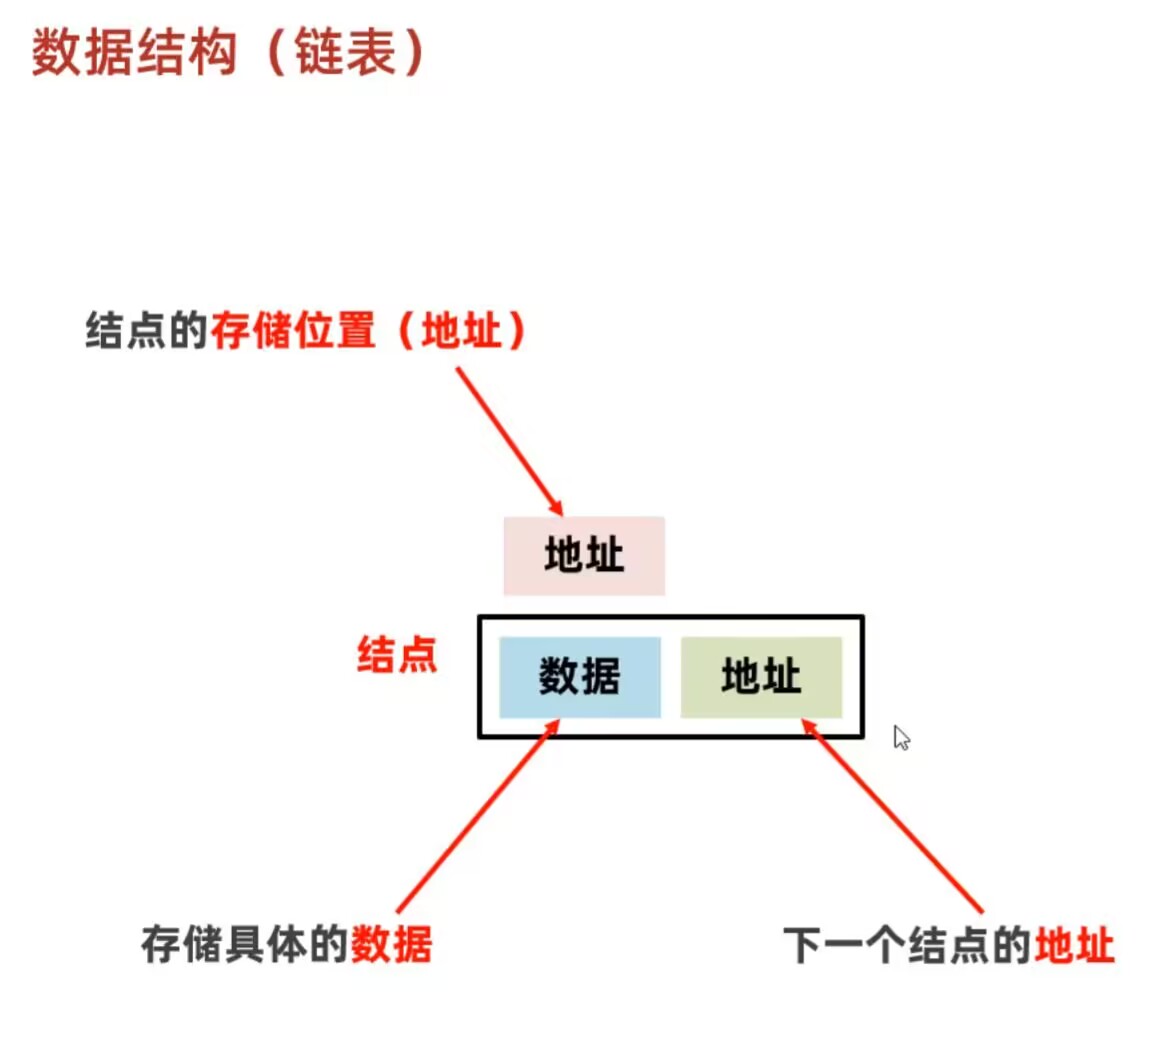 数据结构（链表）
结点的存储位置（地址）
地址
结点
数据
地址
存储具体的数据
下一个结点的地址